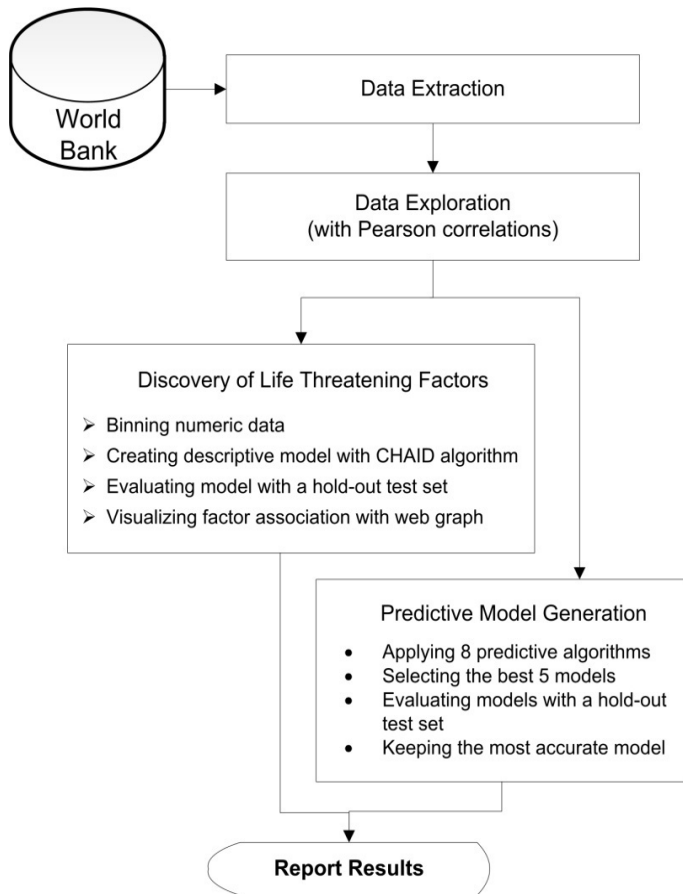 World
Bank
Data Extraction
Data Exploration
(with Pearson correlations)
Discovery of Life Threatening Factors
➢ Binning numeric data
➢ Creating descriptive model with CHAID algorithm
➢ Evaluating model with a hold-out test set
➢ Visualizing factor association with web graph
Predictive Model Generation
• Applying 8 predictive algorithms
• Selecting the best 5 models
• Evaluating models with a hold-out
test set
• Keeping the most accurate model
Report Results